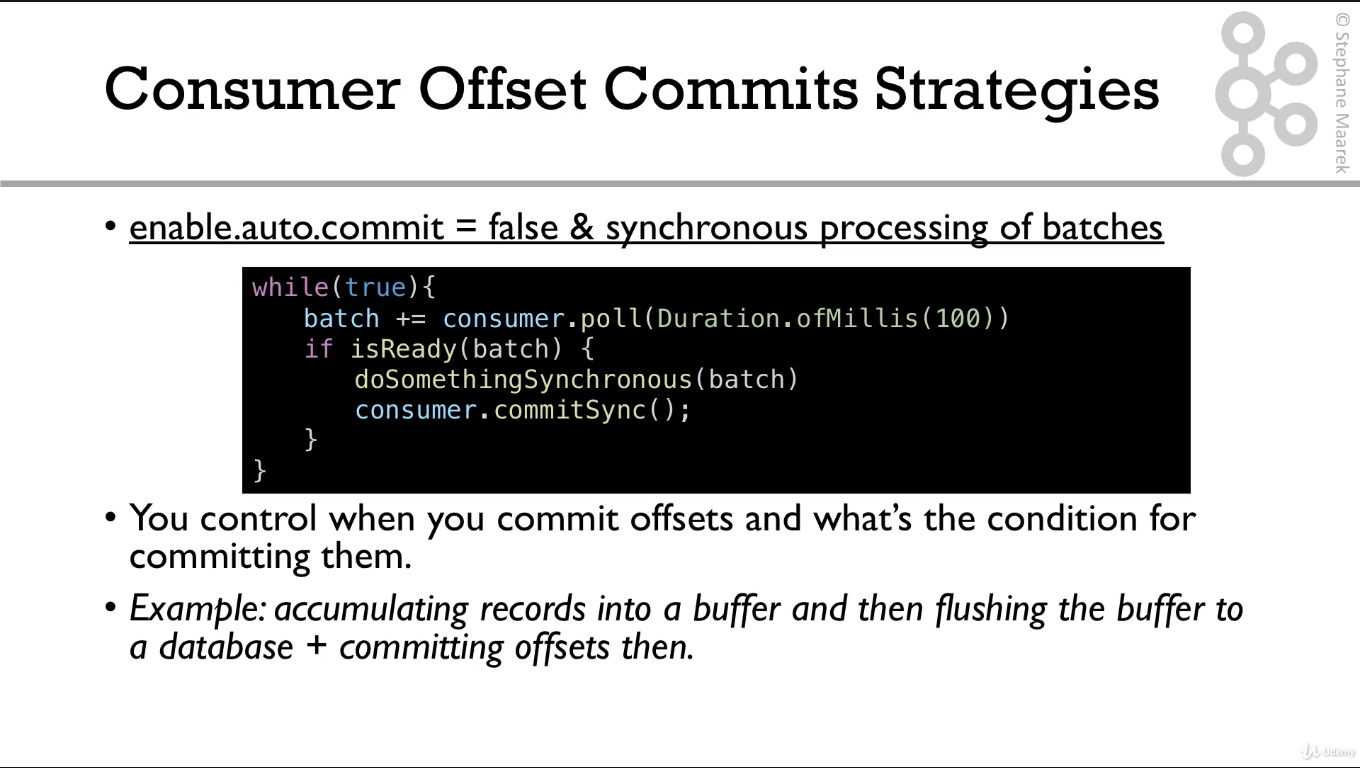 Consumer Offset Commits Strategies
© Stephane Maarek
• enable.auto.commit = false & synchronous processing of batches
while(true){
batch += consumer.poll(Duration.ofMillis(100))
if isReady(batch) {
doSomethingSynchronous(batch)
consumer.commitSync();
}
}
• You control when you commit offsets and what’s the condition for
committing them.
• Example: accumulating records into a buffer and then flushing the buffer to
a database + committing offsets then.
Udemy